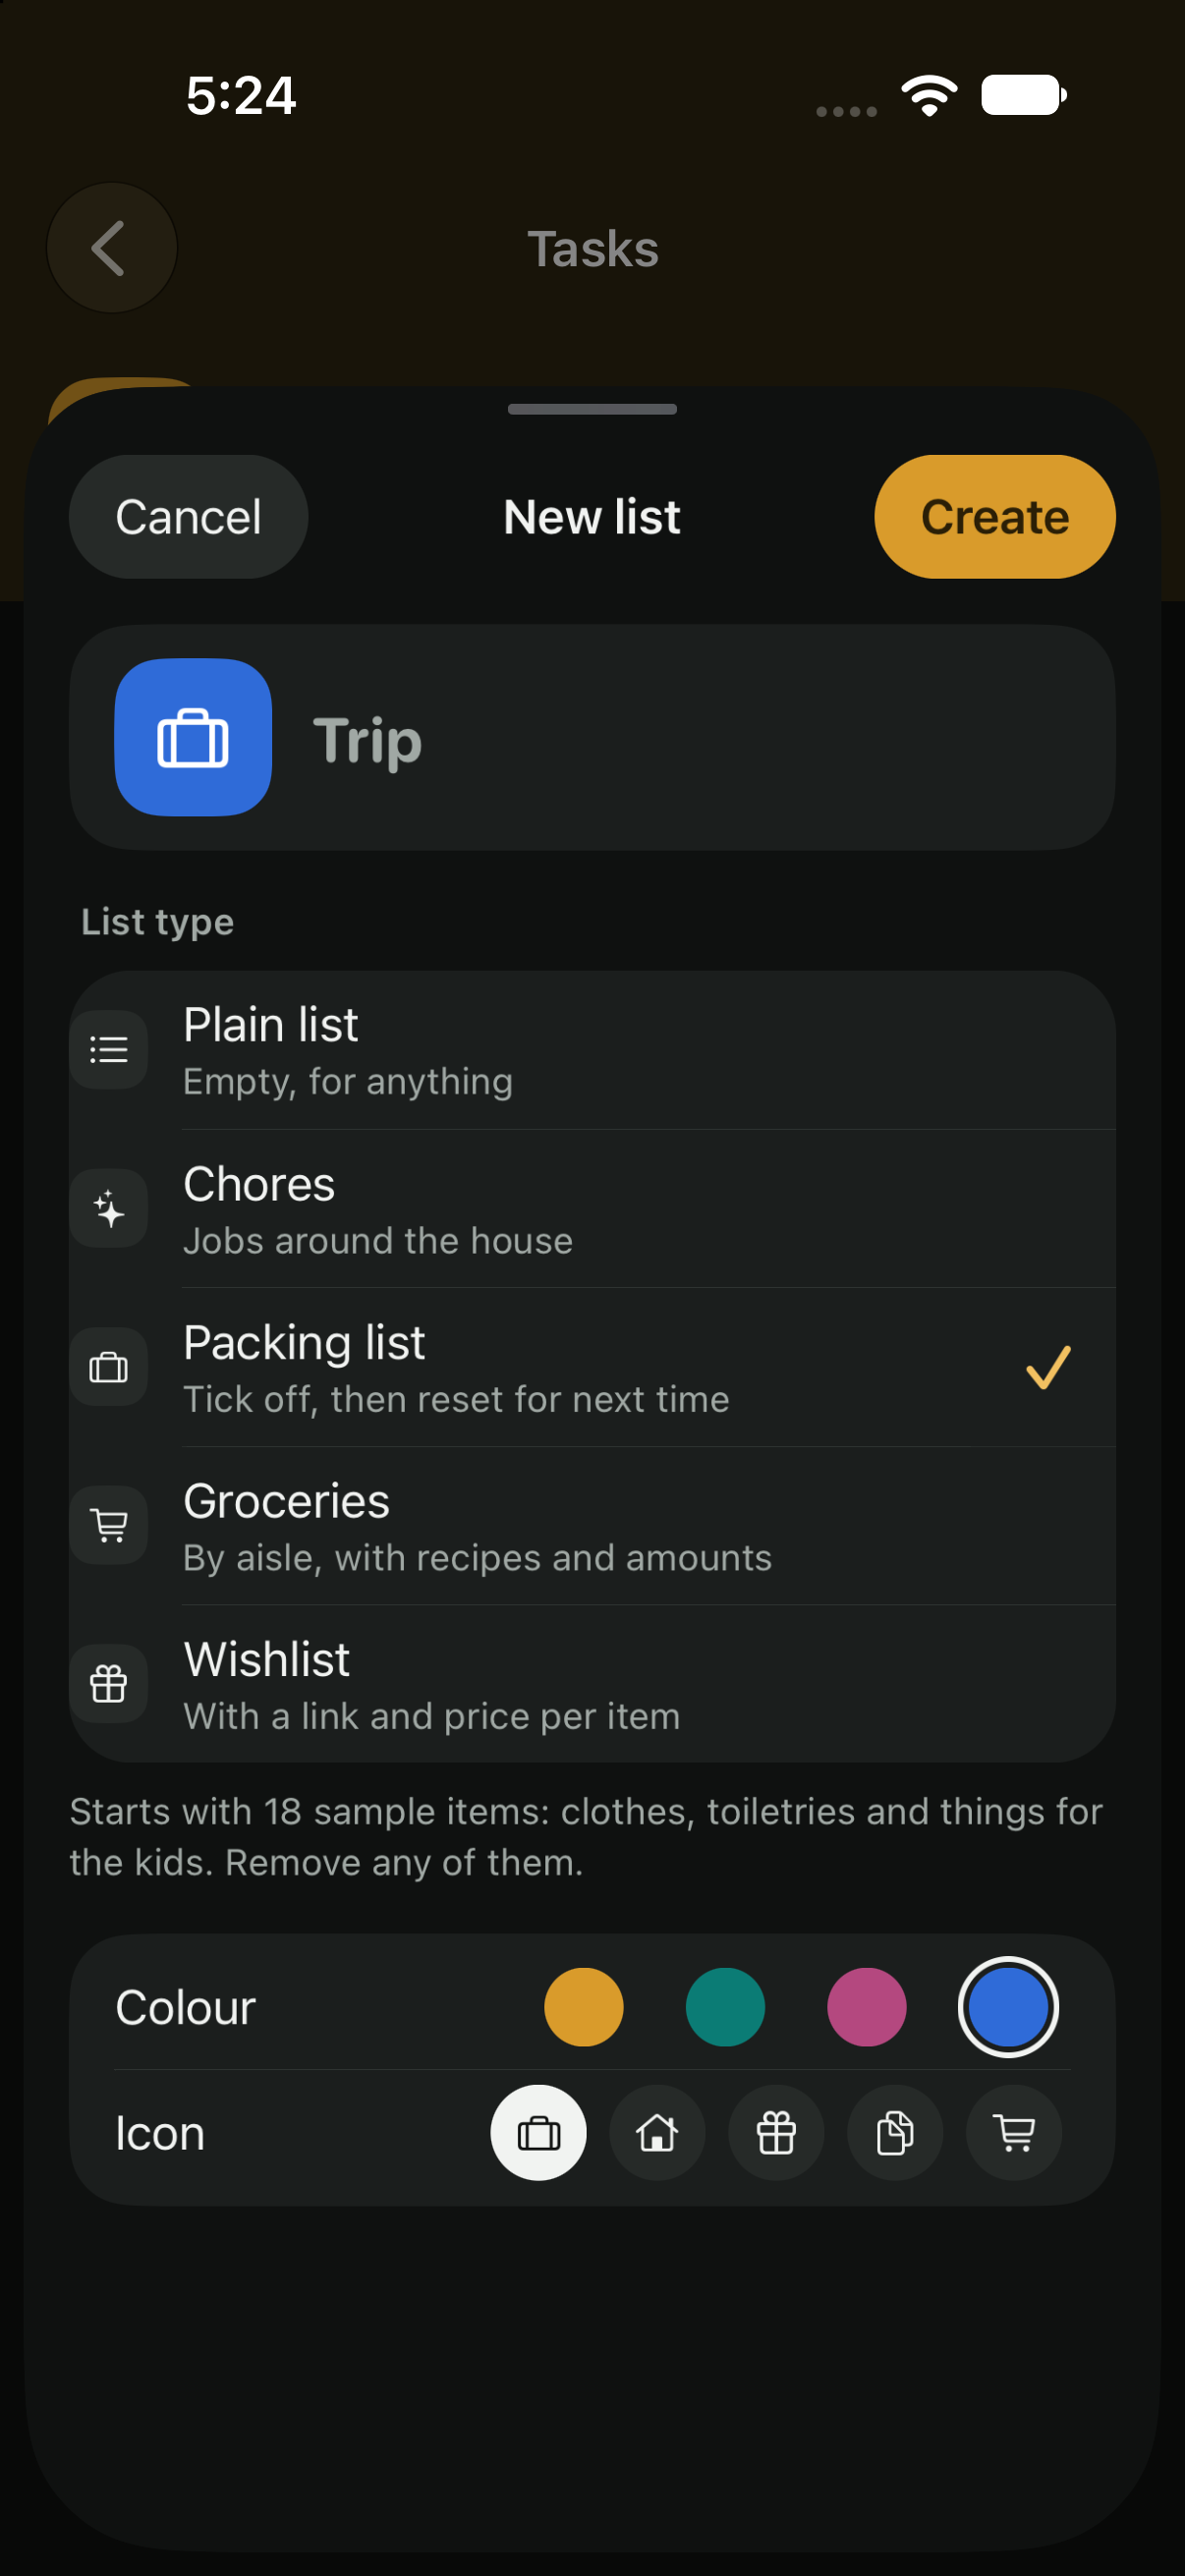 5:24
Tasks
Cancel
New list
Create
Trip
List type
Plain list
Empty, for anything
Chores
Jobs around the house
Packing list
Tick off, then reset for next time
Groceries
By aisle, with recipes and amounts
Wishlist
With a link and price per item
Starts with 18 sample items: clothes, toiletries and things for
the kids. Remove any of them.
Colour
Icon